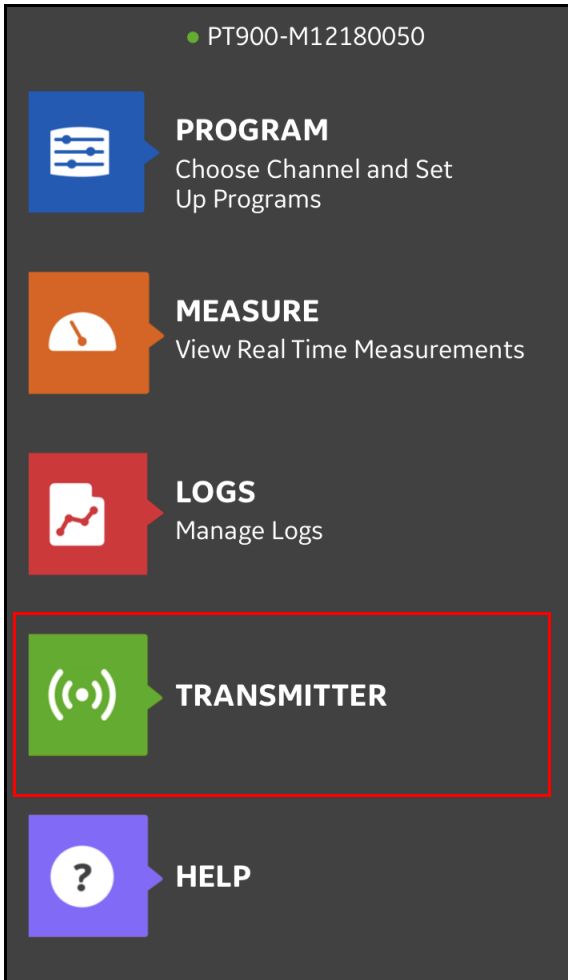 PT900-M12180050
PROGRAM
Choose Channel and Set
Up Programs
MEASURE
View Real Time Measurements
LOGS
Manage Logs
TRANSMITTER
?
HELP